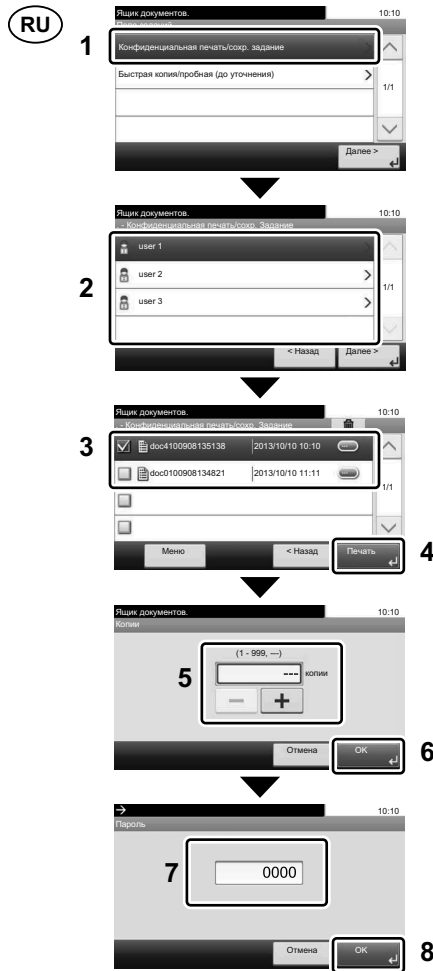 RU
Ящик документов.
10:10
Поле заданий
1
Конфиденциальная печать/сохр. задание
Быстрая копия/пробная (до уточнения)
1/1
Далее >
Ящик документов.
10:10
- Конфиденциальная печать/сохр. Задание
2
user 1
user 2
1/1
user 3
< Назад
Далее >
Ящик документов.
10:10
- Конфиденциальная печать/сохр. Задание
3
doc4100908135138
2013/10/10 10:10
doc0100908134821
2013/10/10 11:11
1/1
Меню
< Назад
Печать
4
Ящик документов.
10:10
Копии
(1 - 999, ---)
5
--- копии
Отмена
OK
6
10:10
Пароль
7
0000
Отмена
OK
8